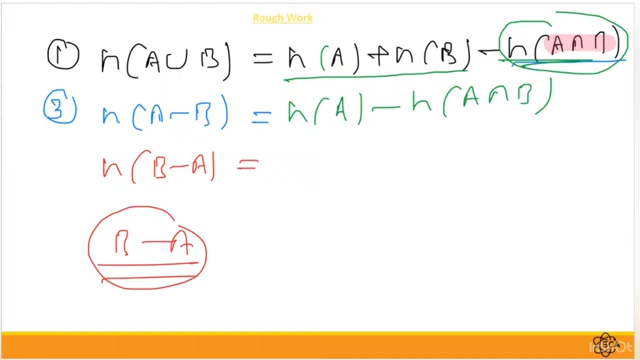 Rough Work
① n(A∪B) = n(A) + n(B) - n(A∩B)
③ n(A-B) = n(A) - n(A∩B)
n(B-A) =
B - A